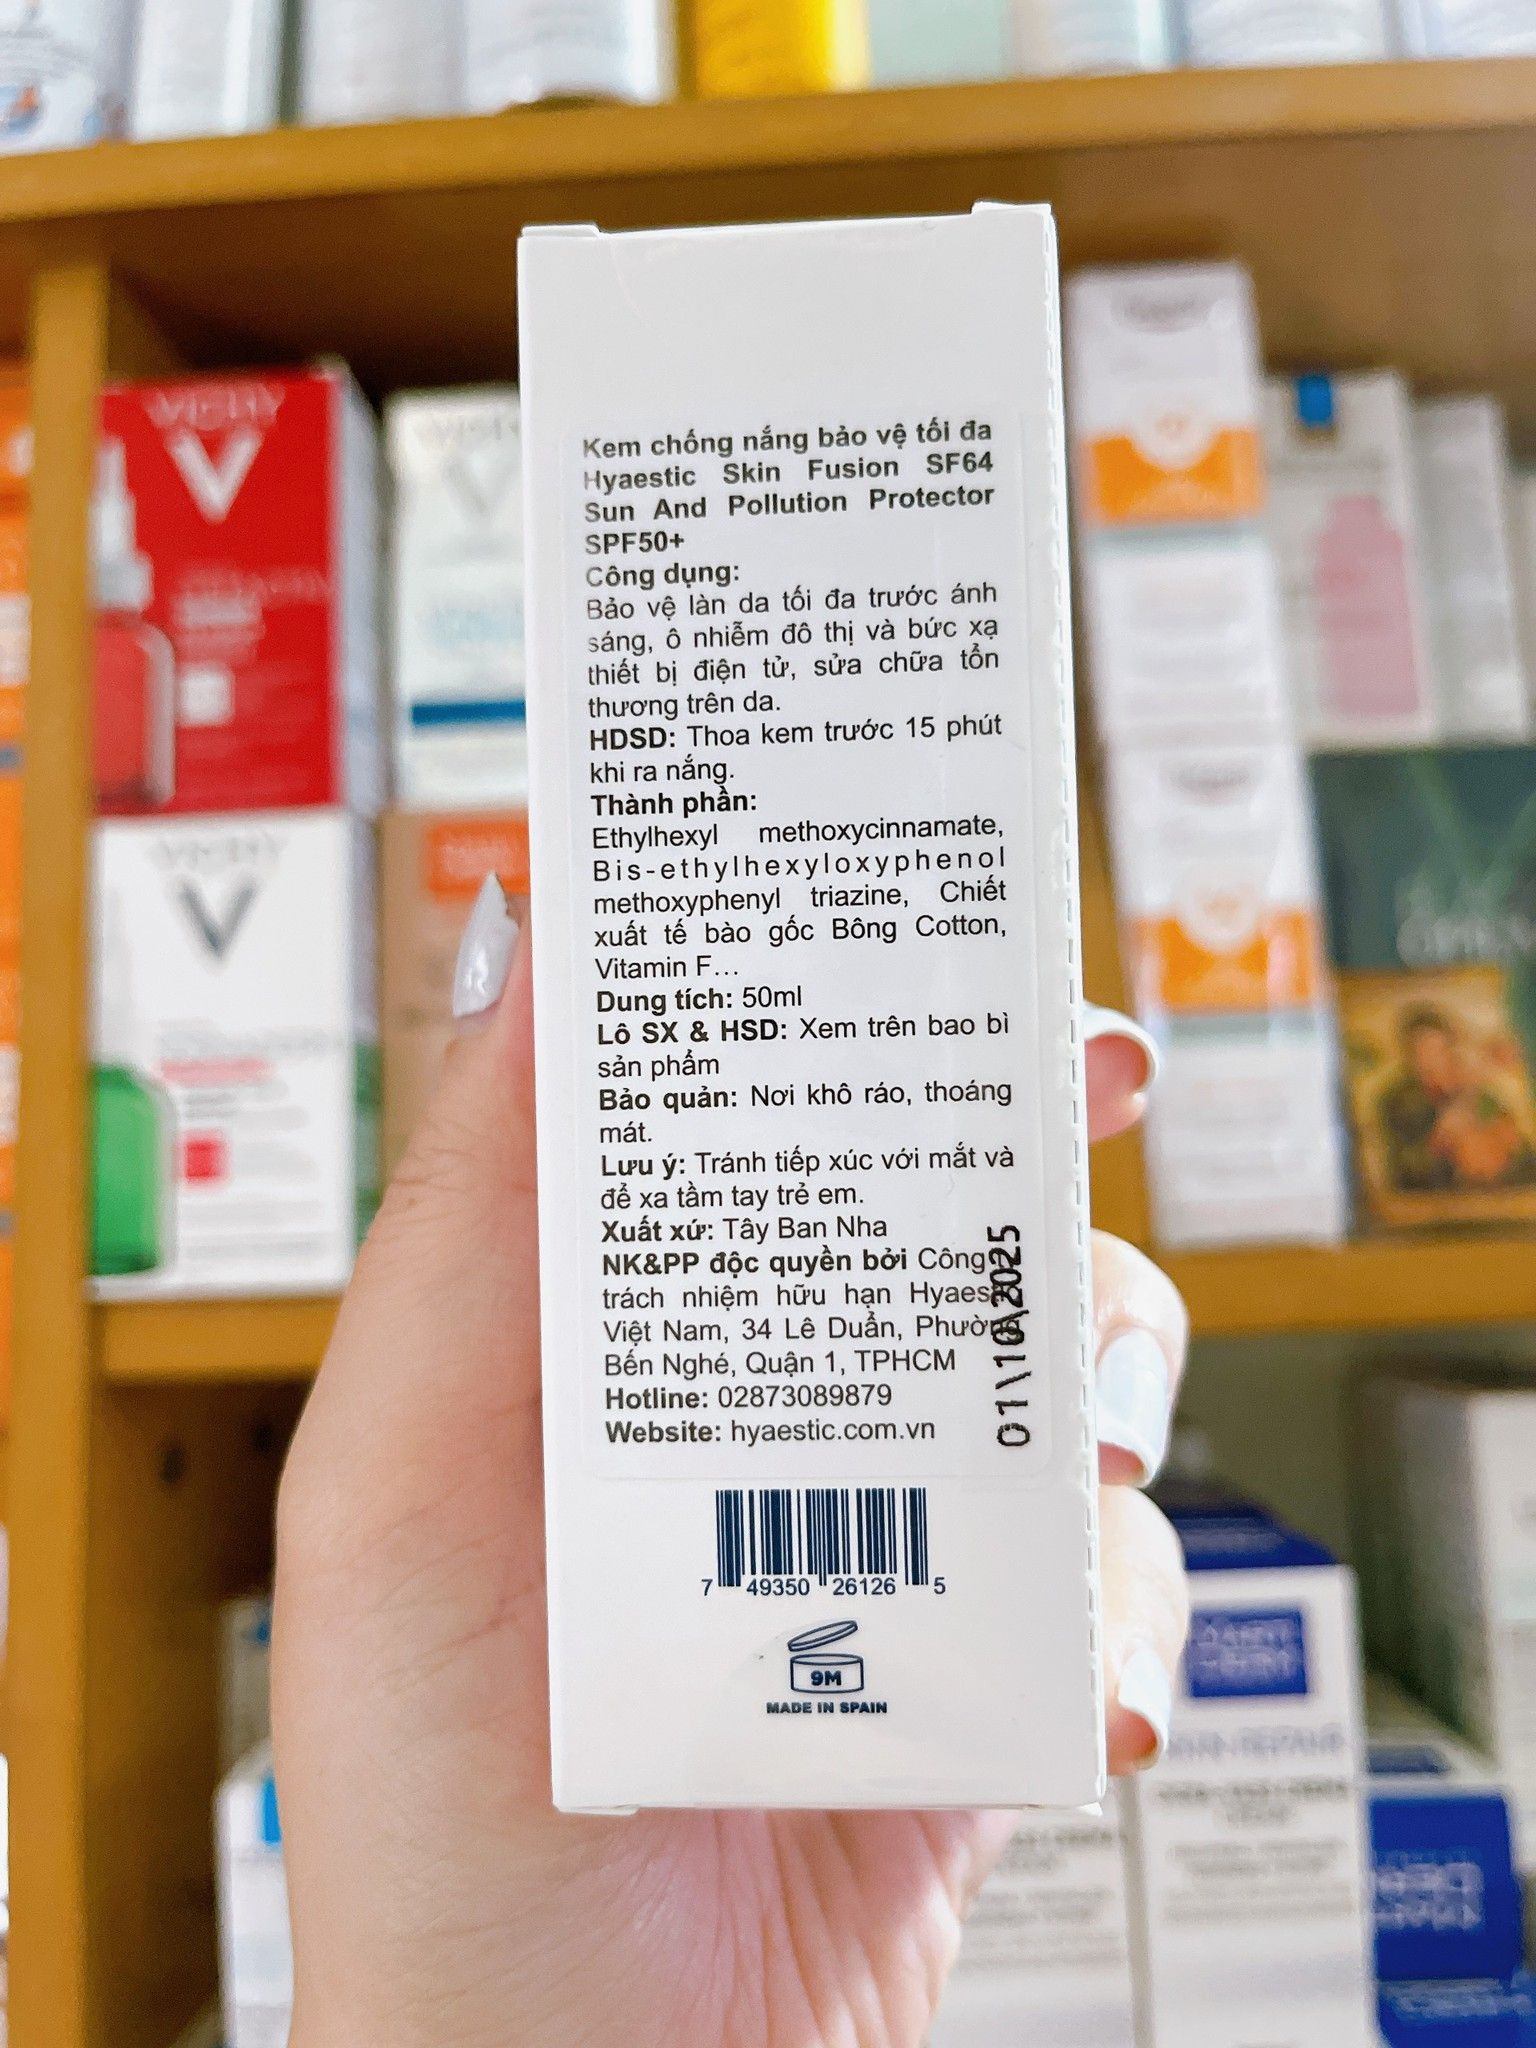 Kem chống nắng bảo vệ tối đa
Hyaestic Skin Fusion SF64
Sun And Pollution Protector
SPF50+
Công dụng:
Bảo vệ làn da tối đa trước ánh
sáng, ô nhiễm đô thị và bức xạ
thiết bị điện tử, sửa chữa tổn
thương trên da.
HDSD: Thoa kem trước 15 phút
khi ra nắng.
Thành phần:
Ethylhexyl methoxycinnamate,
Bis-ethylhexyloxyphenol
methoxyphenyl triazine, Chiết
xuất tế bào gốc Bông Cotton,
Vitamin F...
Dung tích: 50ml
Lô SX & HSD: Xem trên bao bì
sản phẩm
Bảo quản: Nơi khô ráo, thoáng
mát.
Lưu ý: Tránh tiếp xúc với mắt và
để xa tầm tay trẻ em.
Xuất xứ: Tây Ban Nha
NK&PP độc quyền bởi Công
trách nhiệm hữu hạn
Việt Nam, 34 Lê Duẩn, Phường
Bến Nghé, Quận 1, TPHCM
Hotline: 02873089879
Website: hyaestic.com.vn
01\10\2025
7 49350 26126 5
9M
MADE IN SPAIN
VICHY
VICHY